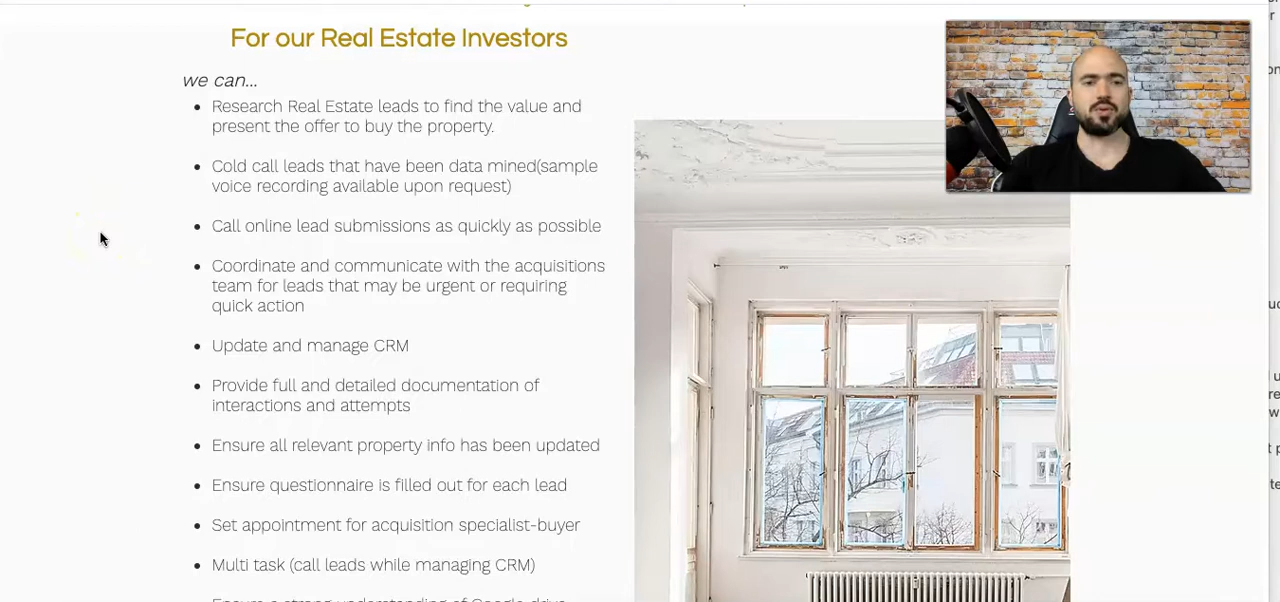 For our Real Estate Investors
we can...
Research Real Estate leads to find the value and
present the offer to buy the property.
Cold call leads that have been data mined(sample
voice recording available upon request)
Call online lead submissions as quickly as possible
Coordinate and communicate with the acquisitions
team for leads that may be urgent or requiring
quick action
Update and manage CRM
Provide full and detailed documentation of
interactions and attempts
Ensure all relevant property info has been updated
Ensure questionnaire is filled out for each lead
Set appointment for acquisition specialist-buyer
Multi task (call leads while managing CRM)